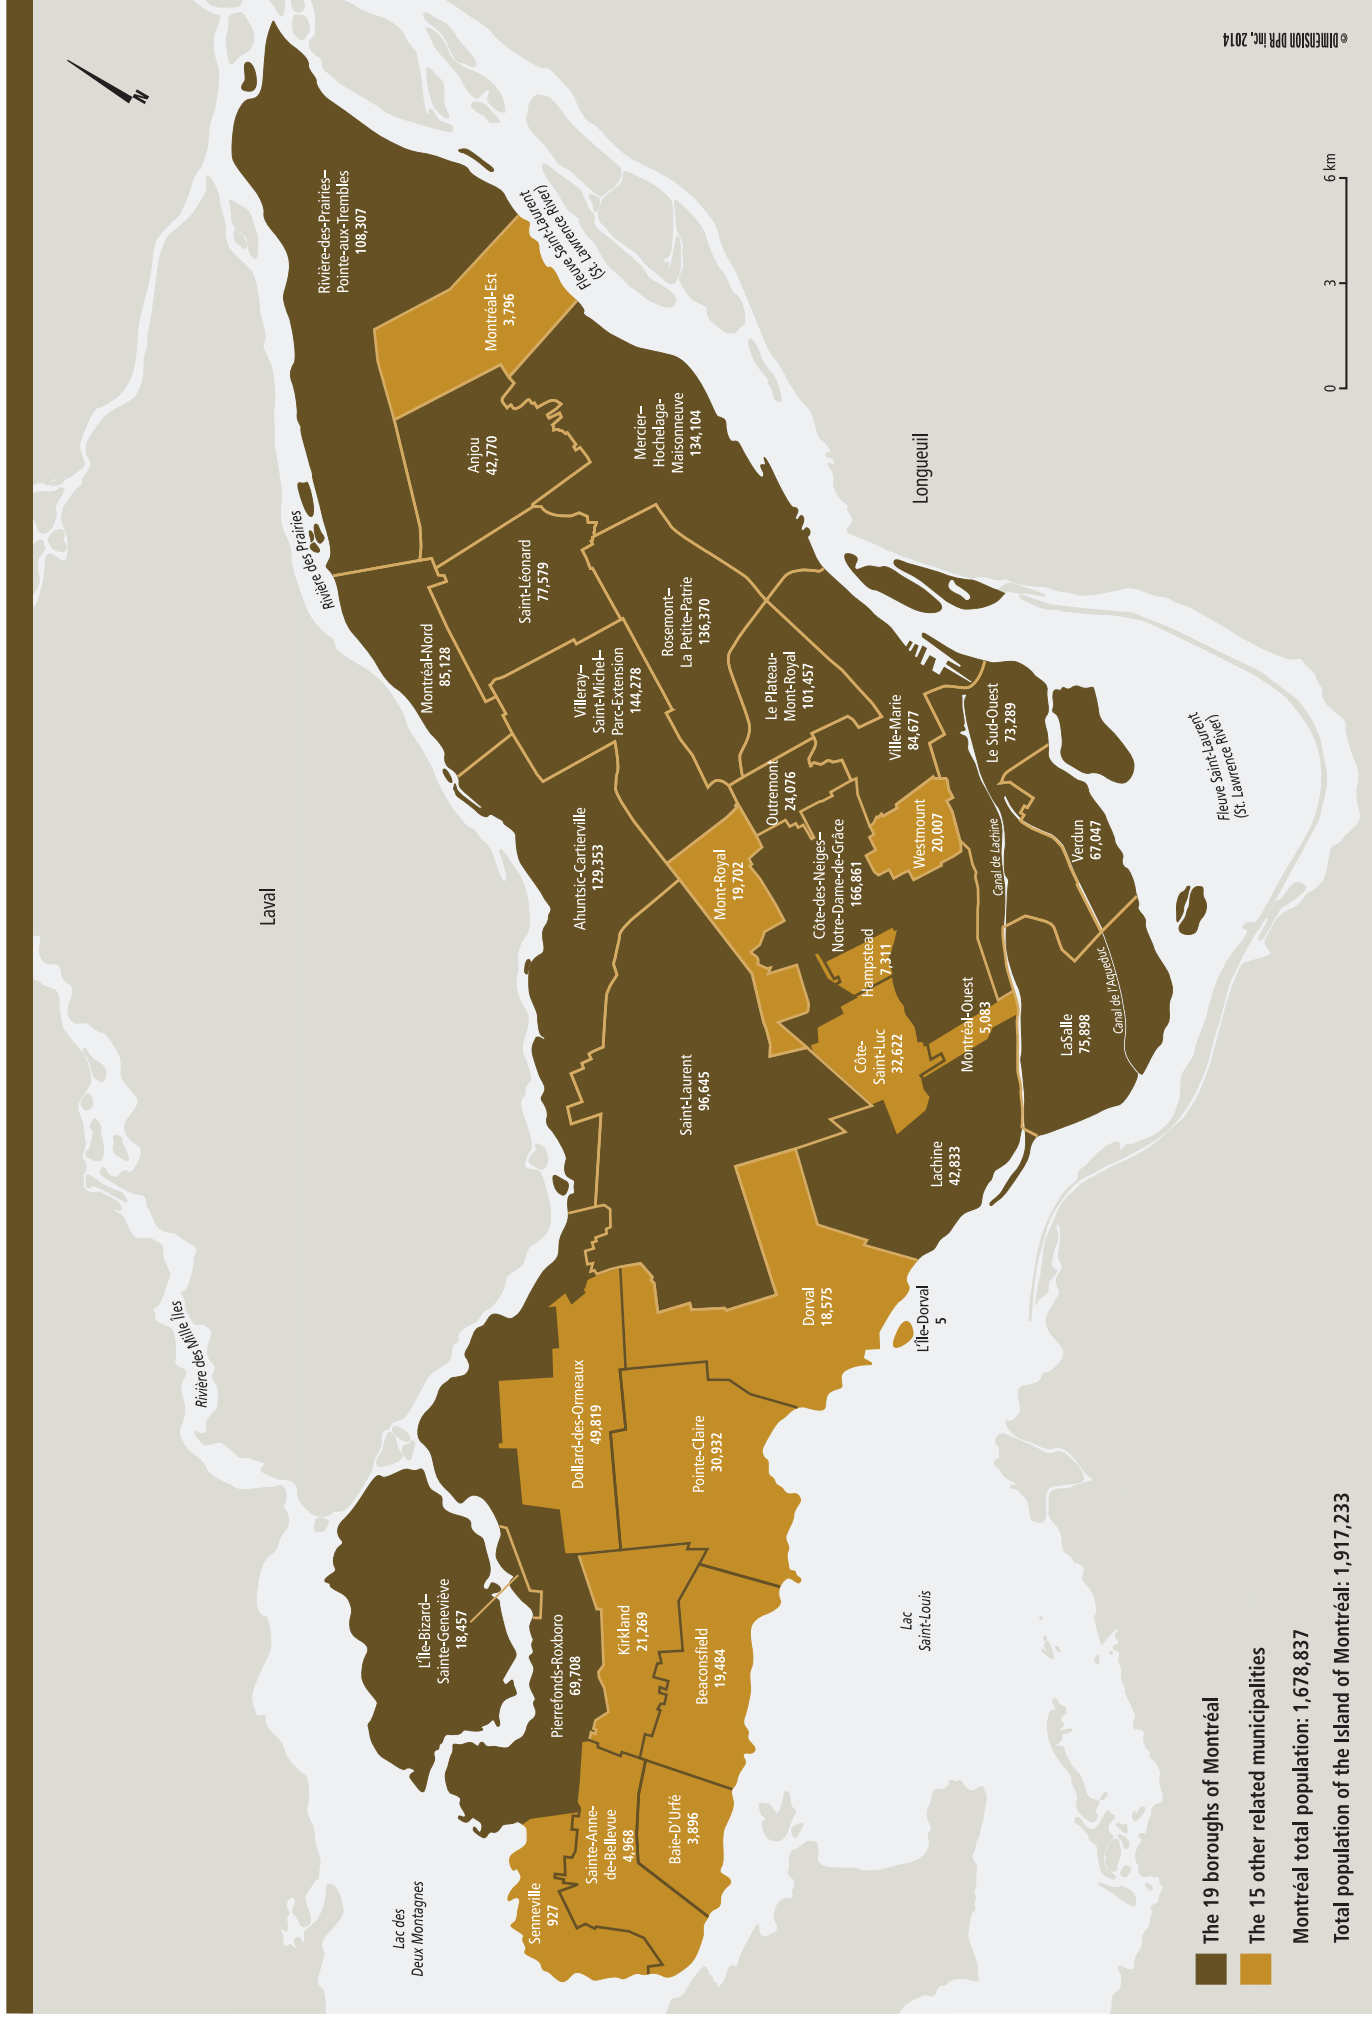 Lac des
Deux Montagnes
Rivière des Mille Îles
Laval
Rivière des Prairies
N
L'Île-Bizard–
Sainte-Geneviève
18,457
Pierrefonds-Roxboro
69,708
Senneville
927
Sainte-Anne-
de-Bellevue
4,968
Baie-D'Urfé
3,896
Kirkland
21,269
Beaconsfield
19,484
Dollard-des-Ormeaux
49,819
Pointe-Claire
30,932
Dorval
18,575
L'Île-Dorval
5
Saint-Laurent
96,645
Lachine
42,833
Ahuntsic-Cartierville
129,353
Mont-Royal
19,702
Côte-
Saint-Luc
32,622
Hampstead
7,311
Montréal-Ouest
5,083
Côte-des-Neiges–
Notre-Dame-de-Grâce
166,861
LaSalle
75,898
Canal de l'Aqueduc
Canal de Lachine
Verdun
67,047
Westmount
20,007
Outremont
24,076
Montréal-Nord
85,128
Villeray–
Saint-Michel–
Parc-Extension
144,278
Le Plateau-
Mont-Royal
101,457
Ville-Marie
84,677
Le Sud-Ouest
73,289
Saint-Léonard
77,579
Rosemont–
La Petite-Patrie
136,370
Anjou
42,770
Mercier–
Hochelaga-
Maisonneuve
134,104
Montréal-Est
3,796
Rivière-des-Prairies–
Pointe-aux-Trembles
108,307
Fleuve Saint-Laurent
(St. Lawrence River)
Longueuil
Fleuve Saint-Laurent
(St. Lawrence River)
Lac
Saint-Louis
The 19 boroughs of Montréal
The 15 other related municipalities
Montréal total population: 1,678,837
Total population of the Island of Montréal: 1,917,233
0 3 6 km
© DIMENSION DPR inc, 2014